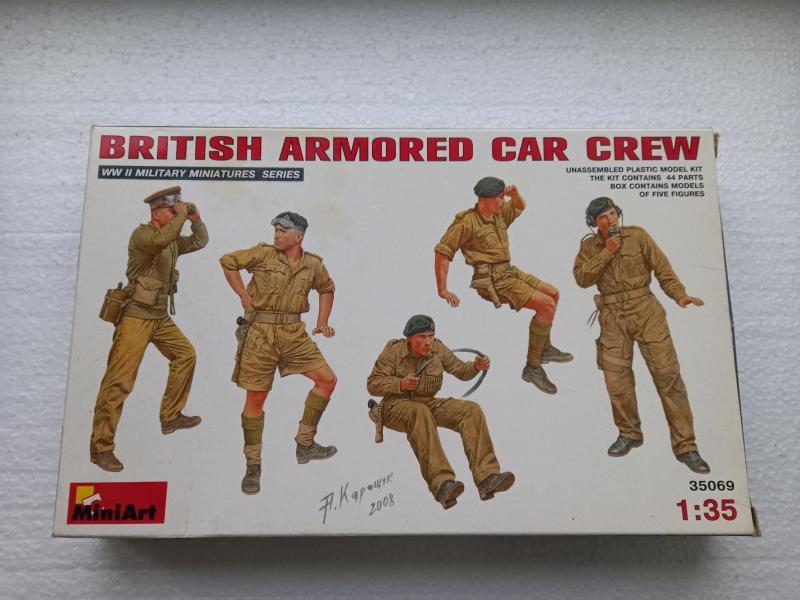 BRITISH ARMORED CAR CREW
WW II MILITARY MINIATURES SERIES
UNASSEMBLED PLASTIC MODEL KIT
THE KIT CONTAINS 44 PARTS
BOX CONTAINS MODELS
OF FIVE FIGURES
А. Каращук
2008
MiniArt
35069
1:35